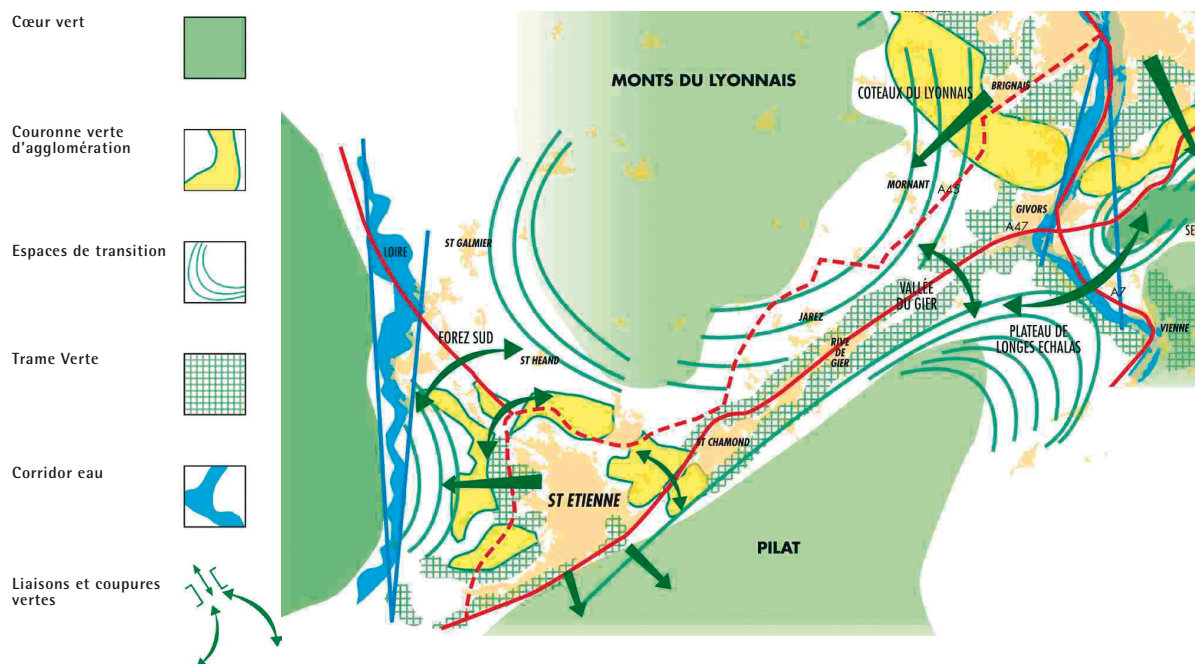 Cœur vert
Couronne verte
d'agglomération
Espaces de transition
Trame Verte
Corridor eau
Liaisons et coupures
vertes
MONTS DU LYONNAIS
COTEAUX DU LYONNAIS
BRIGNAIS
MORNANT
A45
GIVORS
A47
SE
LOIRE
ST GALMIER
VALLÉE
DU GIER
A7
JAREZ
PLATEAU DE
LONGES ECHALAS
VIENNE
FOREZ SUD
ST HEAND
RIVE
DE
GIER
ST CHAMOND
ST ETIENNE
PILAT